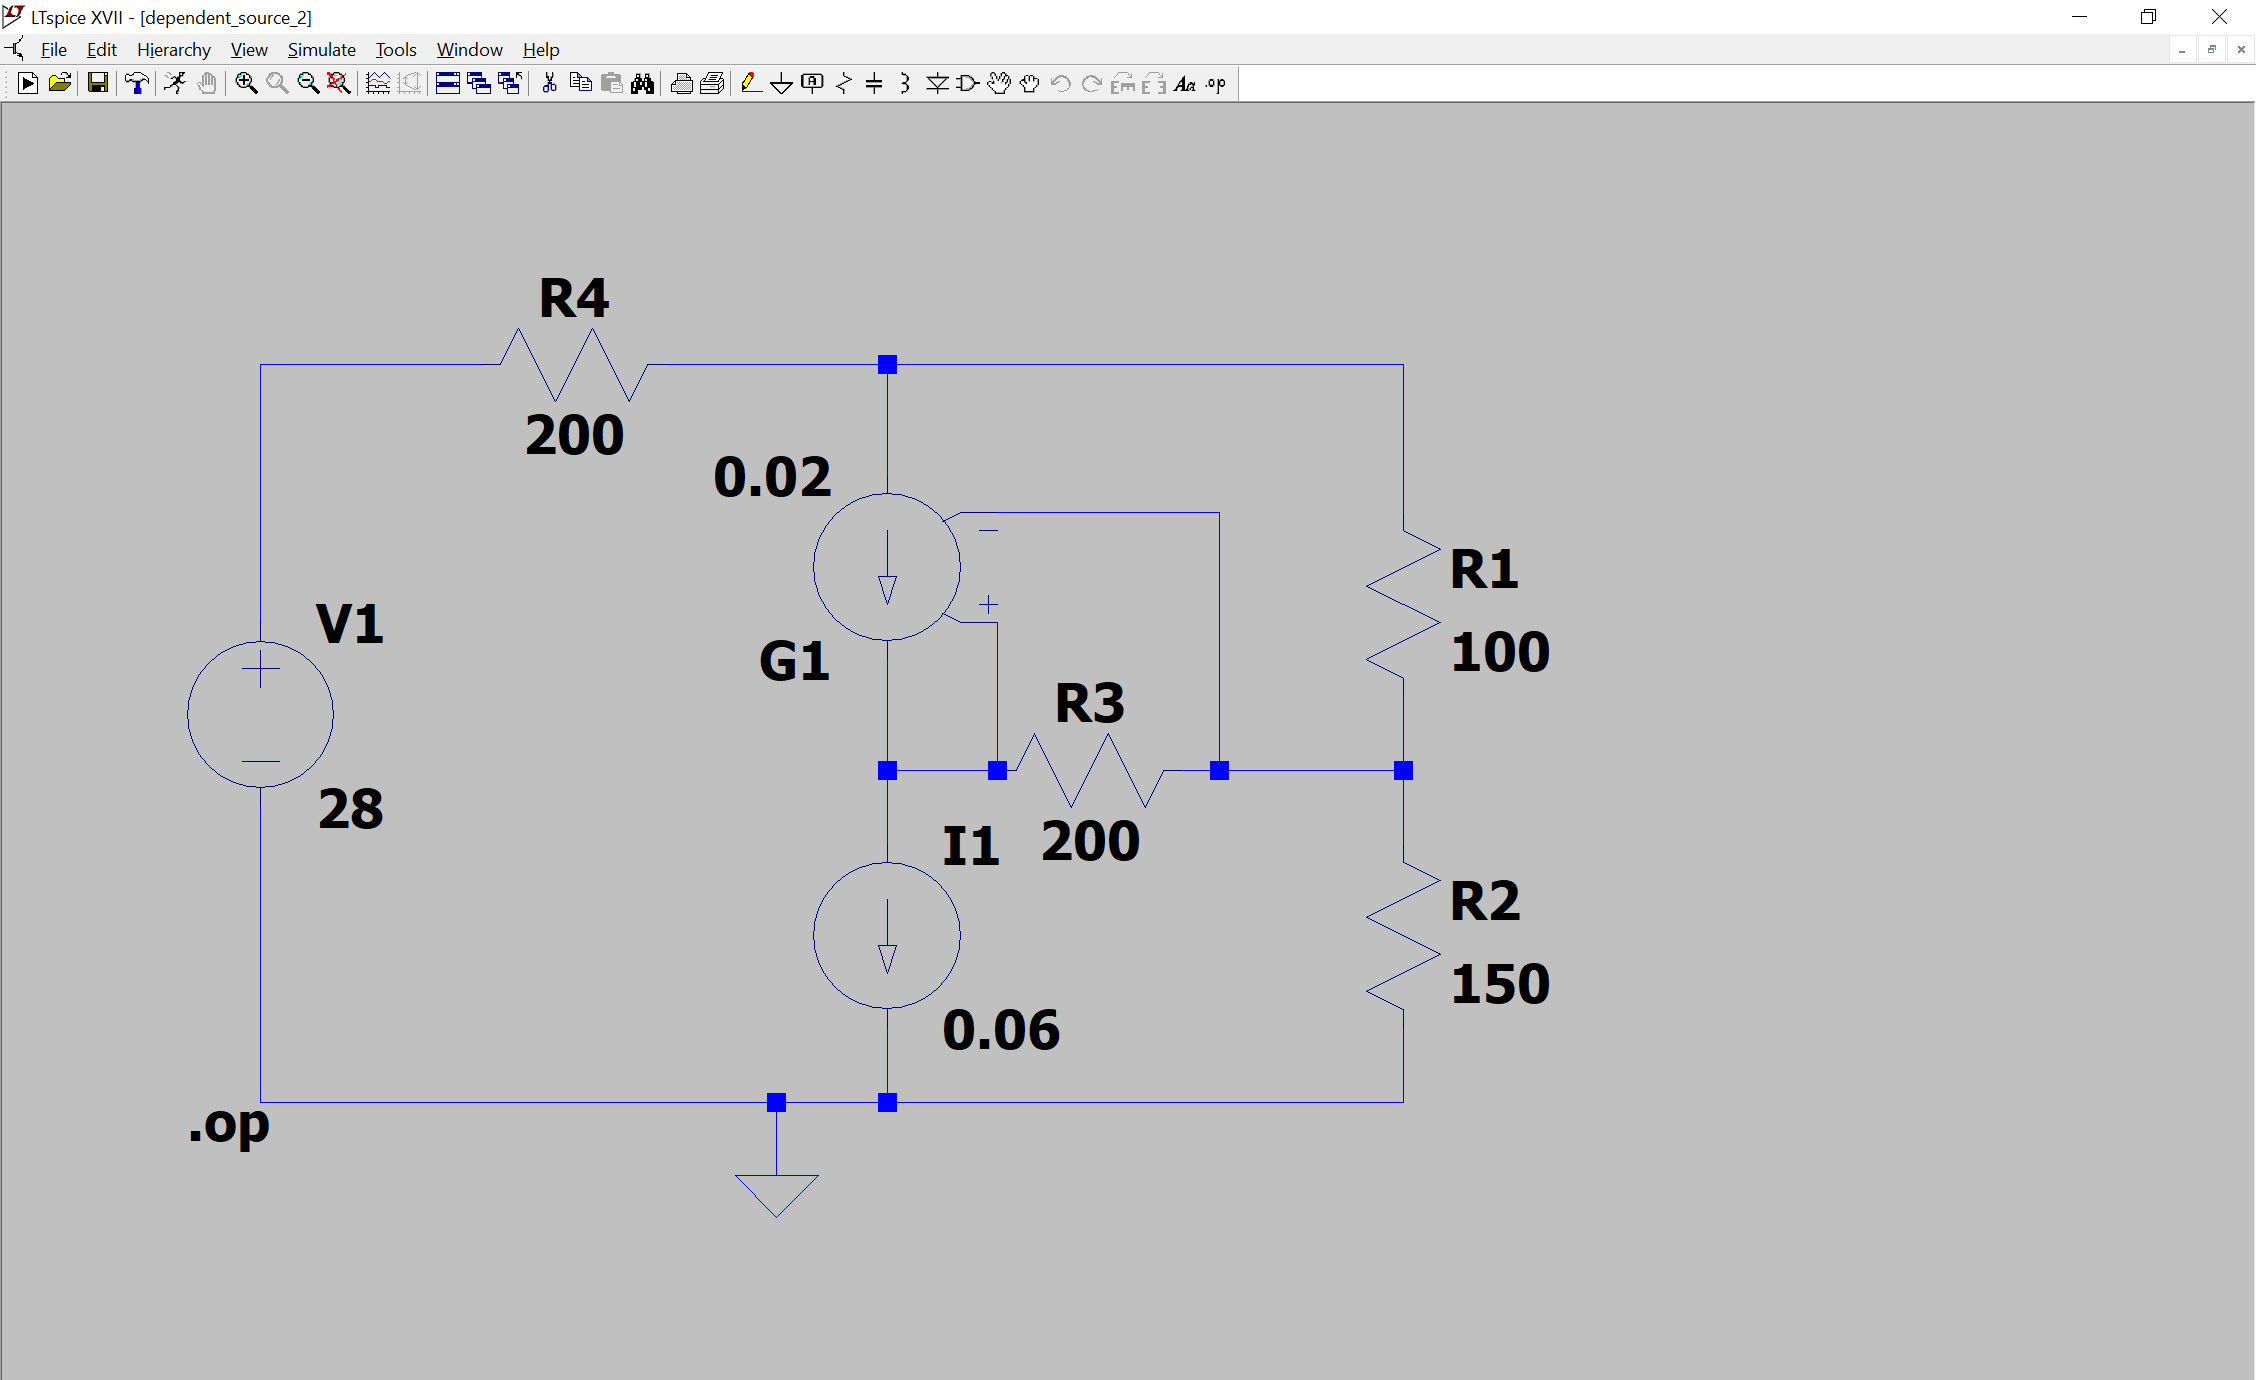 LTspice XVII - [dependent_source_2]
File Edit Hierarchy View Simulate Tools Window Help
R4
200
0.02
G1
V1
28
R3
200
R1
100
I1
0.06
R2
150
.op